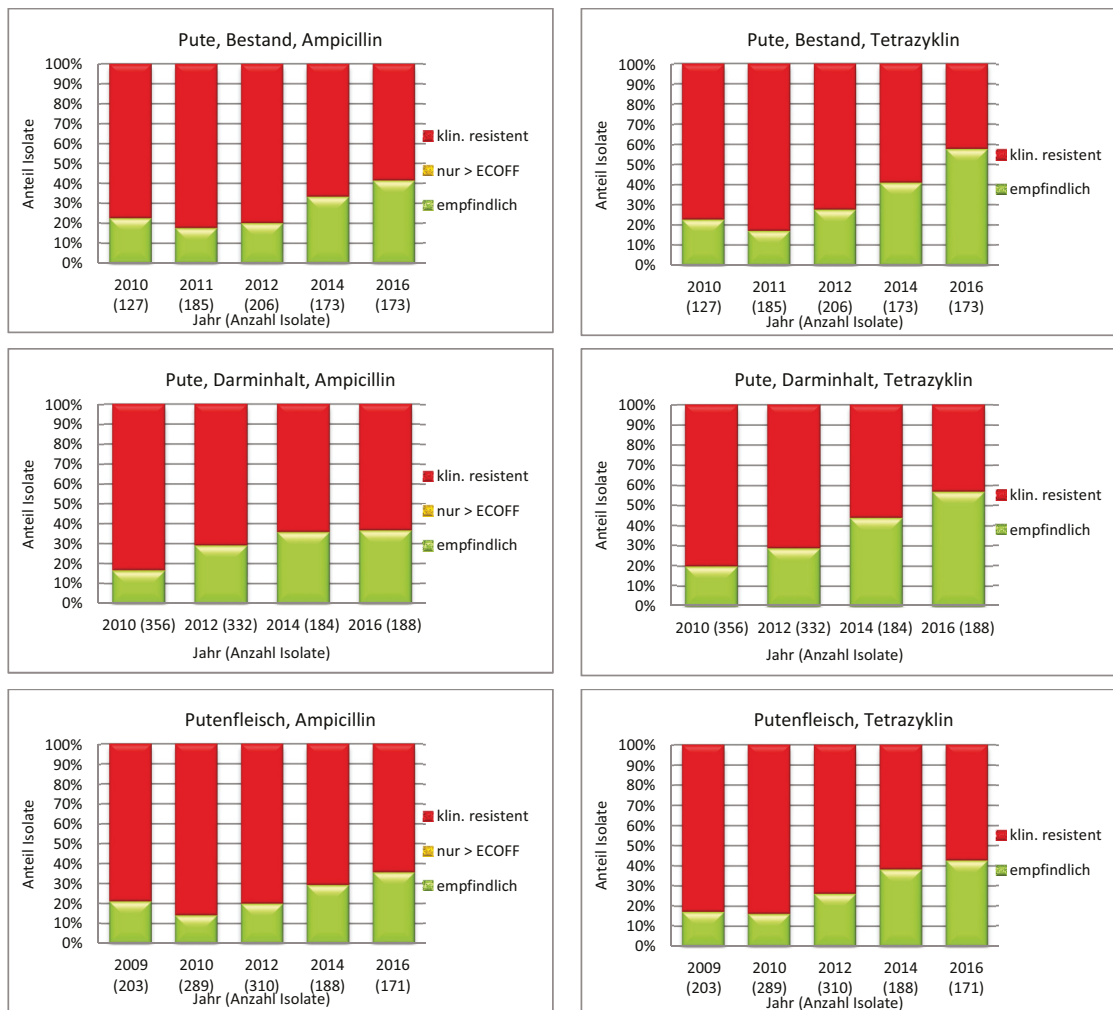 Pute, Bestand, Ampicillin
100%
90%
80%
70%
60%
50%
40%
30%
20%
10%
0%
Anteil Isolate
klin. resistent
nur > ECOFF
empfindlich
2010 2011 2012 2014 2016
(127) (185) (206) (173) (173)
Jahr (Anzahl Isolate)
Pute, Bestand, Tetrazyklin
100%
90%
80%
70%
60%
50%
40%
30%
20%
10%
0%
Anteil Isolate
klin. resistent
empfindlich
2010 2011 2012 2014 2016
(127) (185) (206) (173) (173)
Jahr (Anzahl Isolate)
Pute, Darminhalt, Ampicillin
100%
90%
80%
70%
60%
50%
40%
30%
20%
10%
0%
Anteil Isolate
klin. resistent
nur > ECOFF
empfindlich
2010 (356) 2012 (332) 2014 (184) 2016 (188)
Jahr (Anzahl Isolate)
Pute, Darminhalt, Tetrazyklin
100%
90%
80%
70%
60%
50%
40%
30%
20%
10%
0%
Anteil Isolate
klin. resistent
empfindlich
2010 (356) 2012 (332) 2014 (184) 2016 (188)
Jahr (Anzahl Isolate)
Putenfleisch, Ampicillin
100%
90%
80%
70%
60%
50%
40%
30%
20%
10%
0%
Anteil Isolate
klin. resistent
nur > ECOFF
empfindlich
2009 2010 2012 2014 2016
(203) (289) (310) (188) (171)
Jahr (Anzahl Isolate)
Putenfleisch, Tetrazyklin
100%
90%
80%
70%
60%
50%
40%
30%
20%
10%
0%
Anteil Isolate
klin. resistent
empfindlich
2009 2010 2012 2014 2016
(203) (289) (310) (188) (171)
Jahr (Anzahl Isolate)